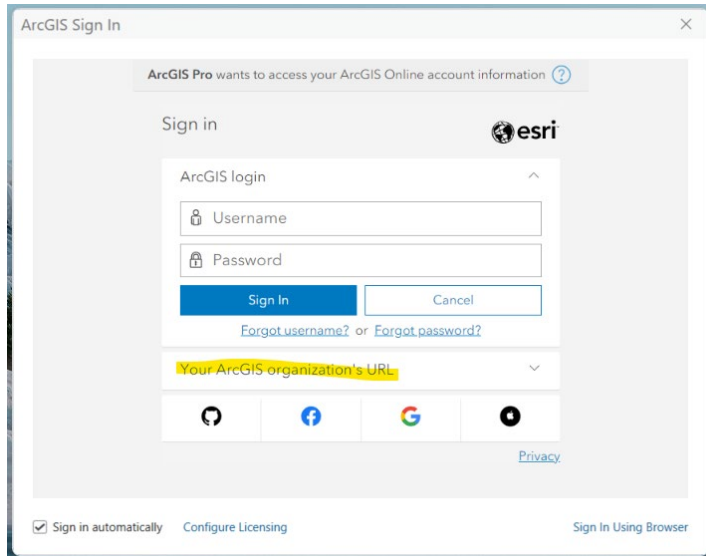 ArcGIS Sign In
ArcGIS Pro wants to access your ArcGIS Online account information ?
Sign in
esri
ArcGIS login
Username
Password
Sign In
Cancel
Forgot username? or Forgot password?
Your ArcGIS organization's URL
Privacy
Sign in automatically
Configure Licensing
Sign In Using Browser